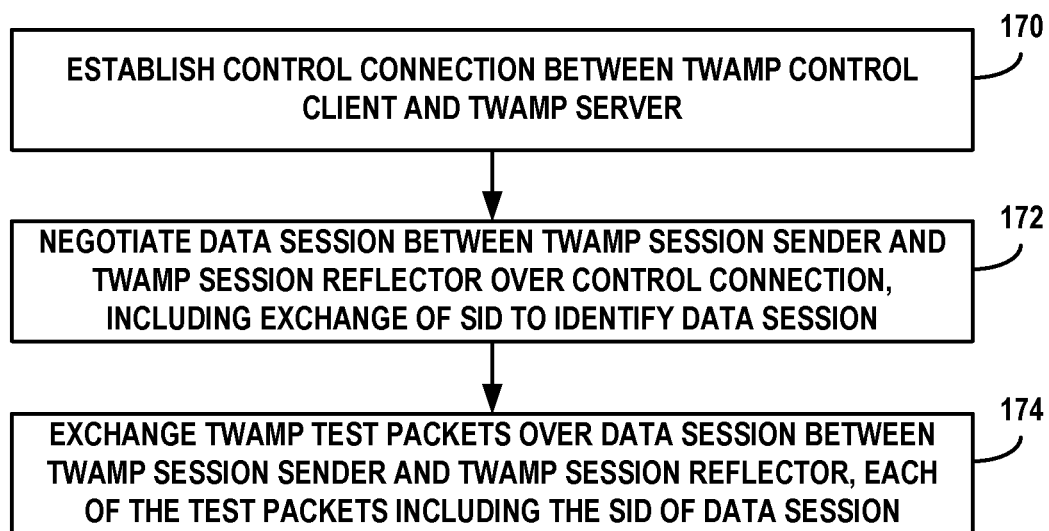 170
ESTABLISH CONTROL CONNECTION BETWEEN TWAMP CONTROL
CLIENT AND TWAMP SERVER
172
NEGOTIATE DATA SESSION BETWEEN TWAMP SESSION SENDER AND
TWAMP SESSION REFLECTOR OVER CONTROL CONNECTION,
INCLUDING EXCHANGE OF SID TO IDENTIFY DATA SESSION
174
EXCHANGE TWAMP TEST PACKETS OVER DATA SESSION BETWEEN
TWAMP SESSION SENDER AND TWAMP SESSION REFLECTOR, EACH
OF THE TEST PACKETS INCLUDING THE SID OF DATA SESSION